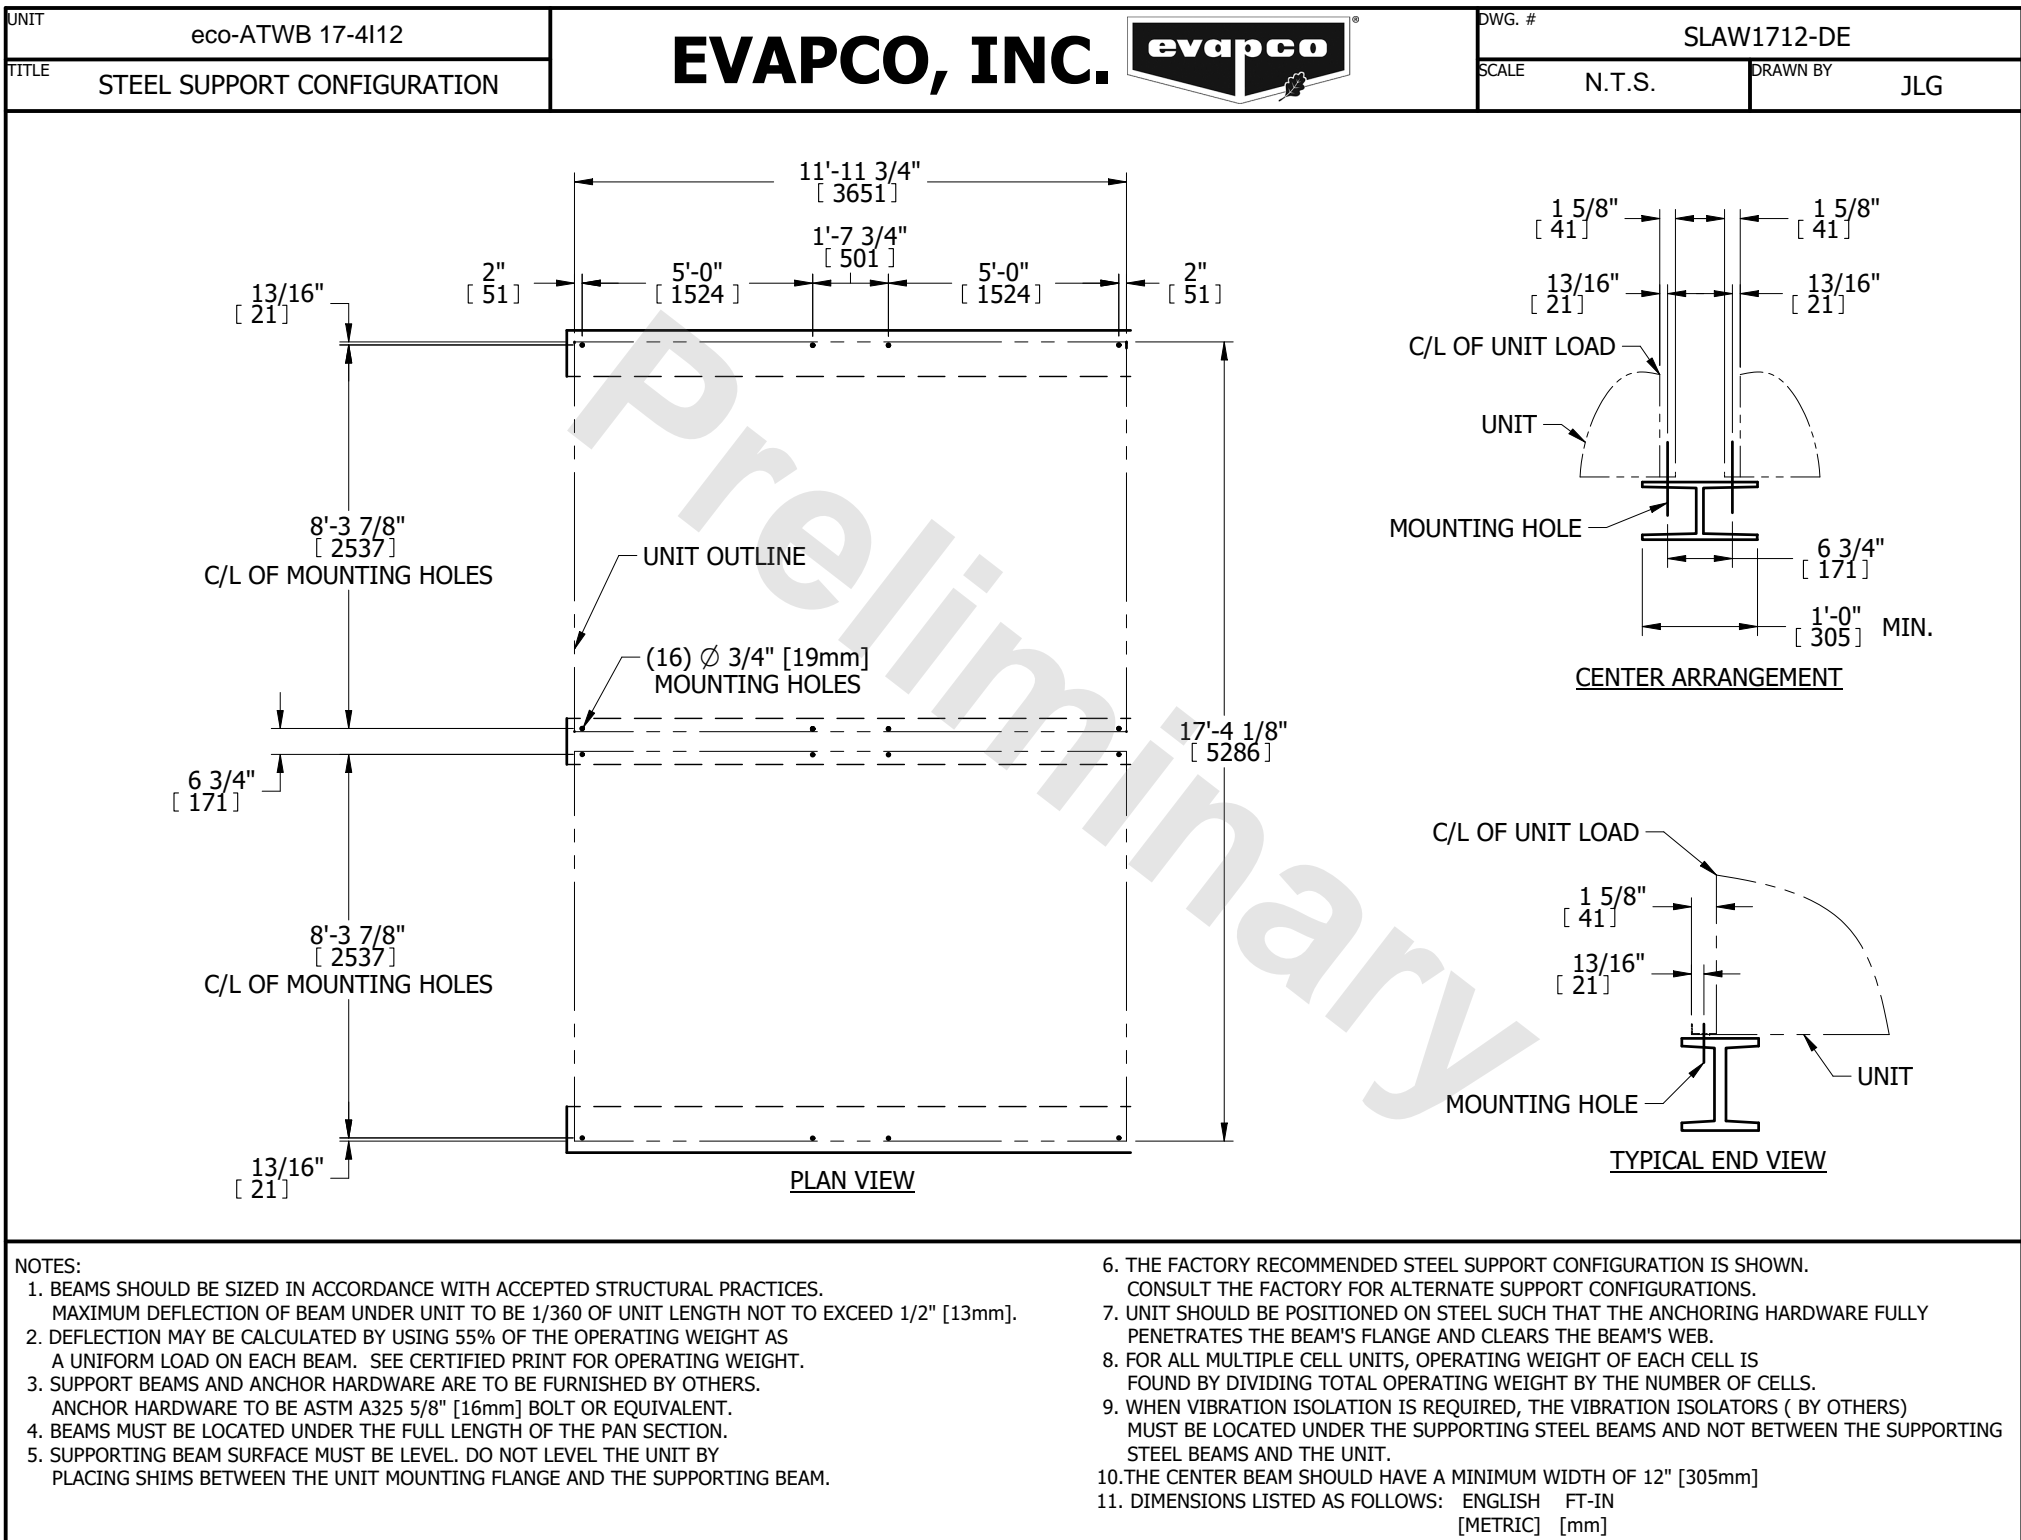 UNIT
eco-ATWB 17-4I12
TITLE
STEEL SUPPORT CONFIGURATION
EVAPCO, INC.
evapco
®
DWG. #
SLAW1712-DE
SCALE
N.T.S.
DRAWN BY
JLG
11'-11 3/4"
[ 3651 ]
1'-7 3/4"
[ 501 ]
2"
[ 51 ]
5'-0"
[ 1524 ]
5'-0"
[ 1524 ]
2"
[ 51 ]
13/16"
[ 21 ]
8'-3 7/8"
[ 2537 ]
C/L OF MOUNTING HOLES
UNIT OUTLINE
(16) Ø 3/4" [19mm]
MOUNTING HOLES
6 3/4"
[ 171 ]
17'-4 1/8"
[ 5286 ]
8'-3 7/8"
[ 2537 ]
C/L OF MOUNTING HOLES
13/16"
[ 21 ]
PLAN VIEW
Preliminary
1 5/8"
[ 41 ]
1 5/8"
[ 41 ]
13/16"
[ 21 ]
13/16"
[ 21 ]
C/L OF UNIT LOAD
UNIT
MOUNTING HOLE
6 3/4"
[ 171 ]
1'-0"
[ 305 ] MIN.
CENTER ARRANGEMENT
C/L OF UNIT LOAD
1 5/8"
[ 41 ]
13/16"
[ 21 ]
UNIT
MOUNTING HOLE
TYPICAL END VIEW
NOTES:
1. BEAMS SHOULD BE SIZED IN ACCORDANCE WITH ACCEPTED STRUCTURAL PRACTICES.
MAXIMUM DEFLECTION OF BEAM UNDER UNIT TO BE 1/360 OF UNIT LENGTH NOT TO EXCEED 1/2" [13mm].
2. DEFLECTION MAY BE CALCULATED BY USING 55% OF THE OPERATING WEIGHT AS
A UNIFORM LOAD ON EACH BEAM. SEE CERTIFIED PRINT FOR OPERATING WEIGHT.
3. SUPPORT BEAMS AND ANCHOR HARDWARE ARE TO BE FURNISHED BY OTHERS.
ANCHOR HARDWARE TO BE ASTM A325 5/8" [16mm] BOLT OR EQUIVALENT.
4. BEAMS MUST BE LOCATED UNDER THE FULL LENGTH OF THE PAN SECTION.
5. SUPPORTING BEAM SURFACE MUST BE LEVEL. DO NOT LEVEL THE UNIT BY
PLACING SHIMS BETWEEN THE UNIT MOUNTING FLANGE AND THE SUPPORTING BEAM.
6. THE FACTORY RECOMMENDED STEEL SUPPORT CONFIGURATION IS SHOWN.
CONSULT THE FACTORY FOR ALTERNATE SUPPORT CONFIGURATIONS.
7. UNIT SHOULD BE POSITIONED ON STEEL SUCH THAT THE ANCHORING HARDWARE FULLY
PENETRATES THE BEAM'S FLANGE AND CLEARS THE BEAM'S WEB.
8. FOR ALL MULTIPLE CELL UNITS, OPERATING WEIGHT OF EACH CELL IS
FOUND BY DIVIDING TOTAL OPERATING WEIGHT BY THE NUMBER OF CELLS.
9. WHEN VIBRATION ISOLATION IS REQUIRED, THE VIBRATION ISOLATORS ( BY OTHERS)
MUST BE LOCATED UNDER THE SUPPORTING STEEL BEAMS AND NOT BETWEEN THE SUPPORTING
STEEL BEAMS AND THE UNIT.
10.THE CENTER BEAM SHOULD HAVE A MINIMUM WIDTH OF 12" [305mm]
11. DIMENSIONS LISTED AS FOLLOWS: ENGLISH FT-IN
[METRIC] [mm]